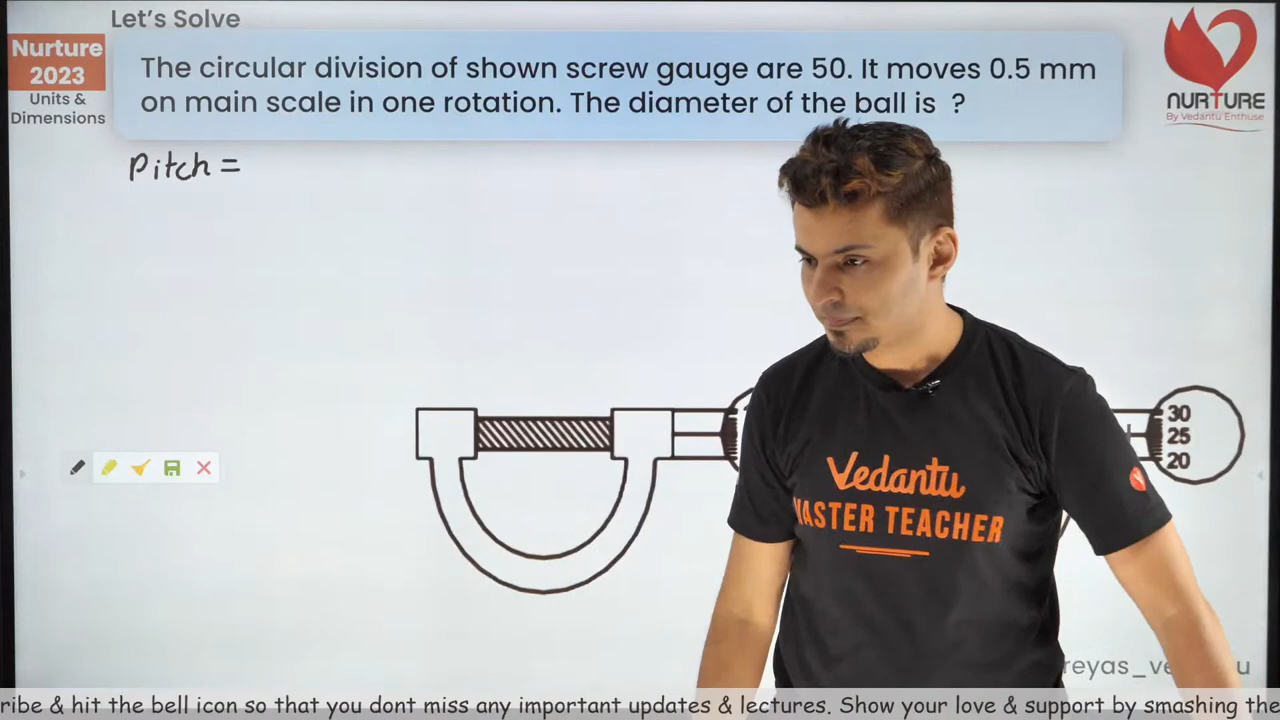 Let's Solve
Nurture
2023
Units &
Dimensions
The circular division of shown screw gauge are 50. It moves 0.5 mm
on main scale in one rotation. The diameter of the ball is ?
NURTURE
By Vedantu Enthuse
Pitch =
30
25
20
Vedantu
MASTER TEACHER
ribe & hit the bell icon so that you dont miss any important updates & lectures. Show your love & support by smashing the